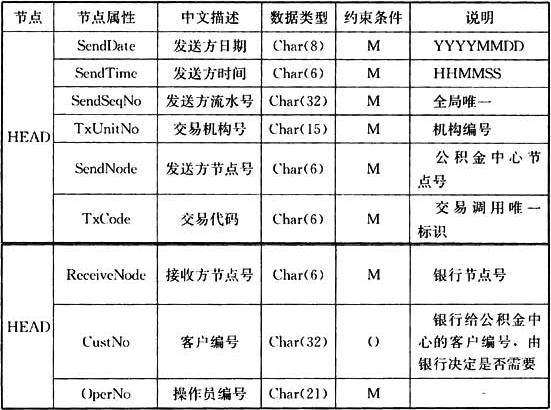 节点 节点属性 中文描述 数据类型 约束条件 说明
HEAD
SendDate 发送方日期 Char(8) M YYYYMMDD
SendTime 发送方时间 Char(6) M HHMMSS
SendSeqNo 发送方流水号 Char(32) M 全局唯一
TxUnitNo 交易机构号 Char(15) M 机构编号
SendNode 发送方节点号 Char(6) M 公积金中心节
点号
TxCode 交易代码 Char(6) M 交易调用唯一
标识
HEAD
ReceiveNode 接收方节点号 Char(6) M 银行节点号
CustNo 客户编号 Char(32) O 银行给公积金中
心的客户编号，由
银行决定是否需要
OperNo 操作员编号 Char(21) M -